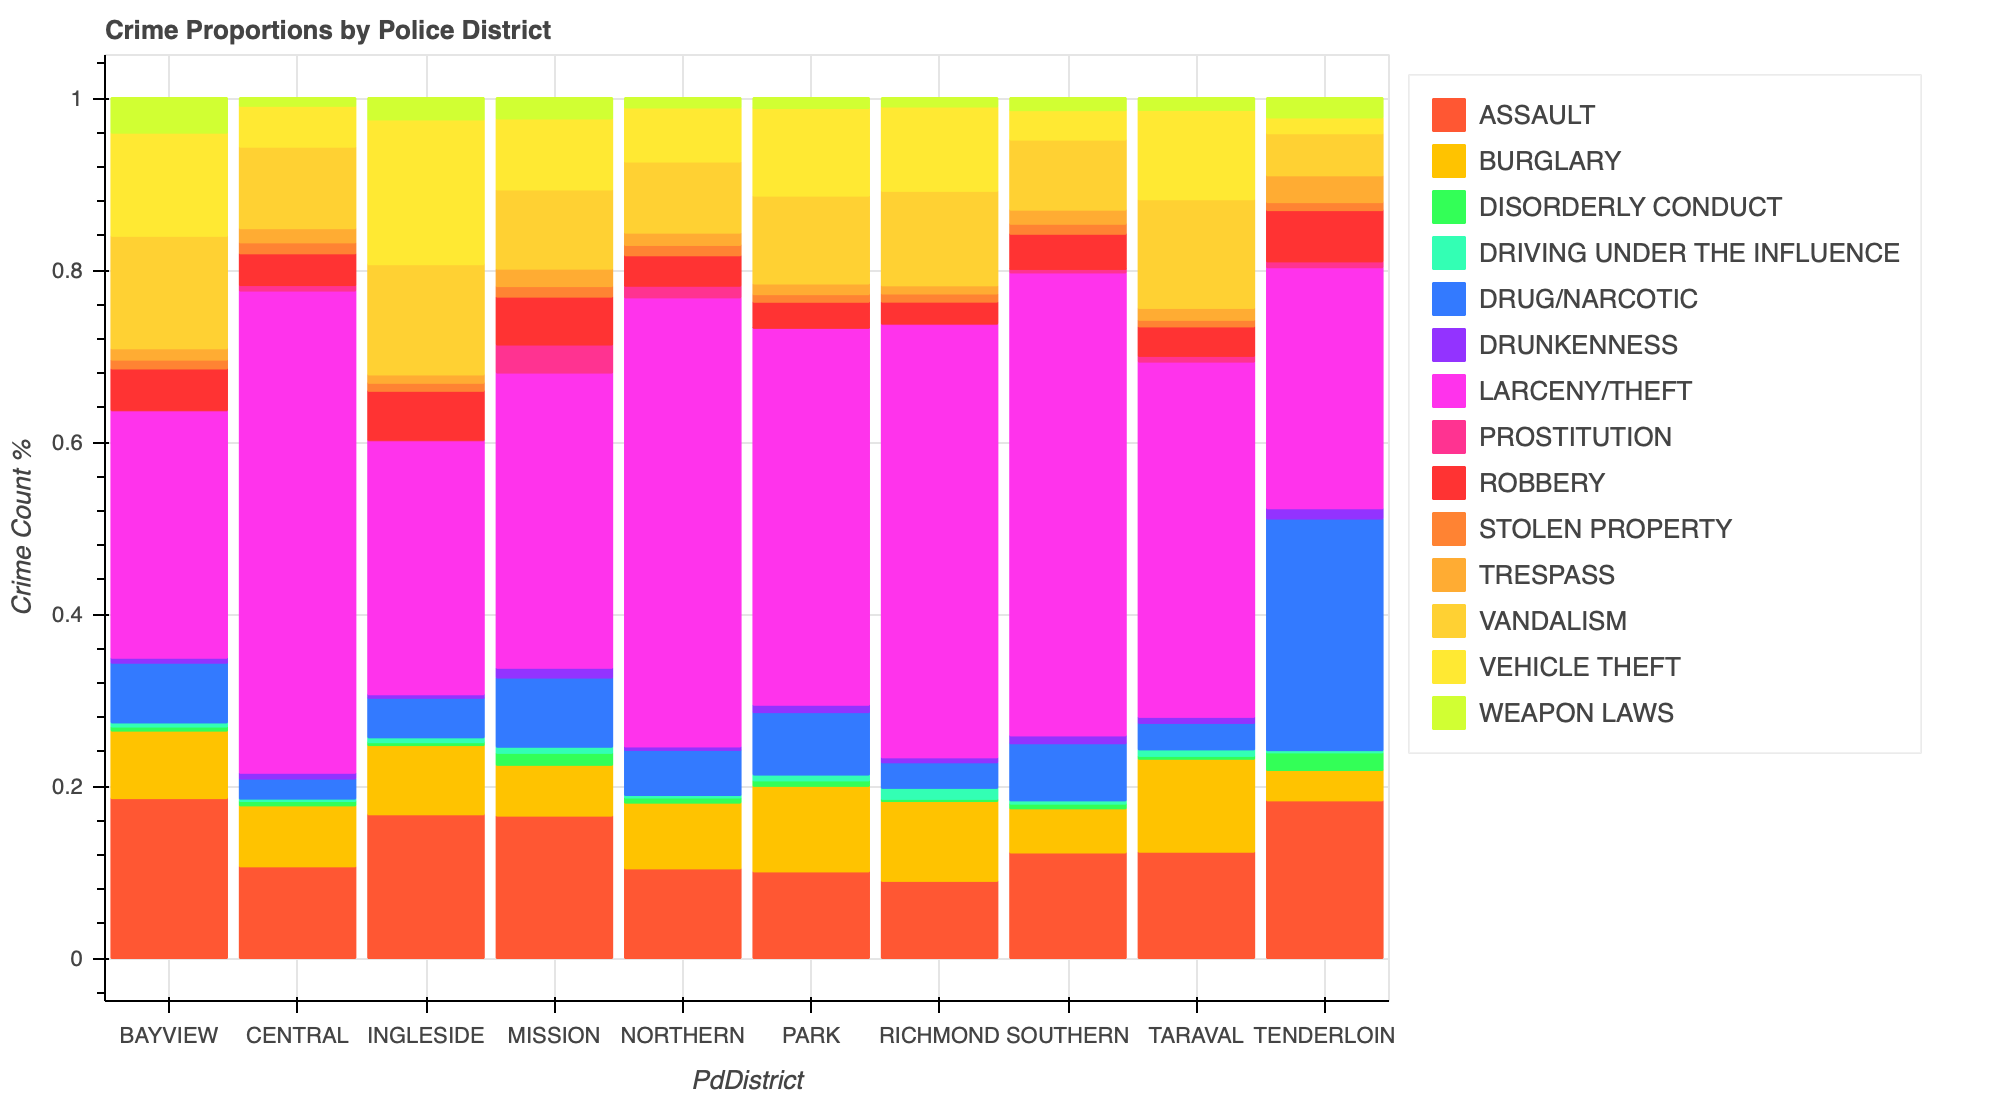 Crime Proportions by Police District
1
0.8
0.6
0.4
0.2
0
Crime Count %
BAYVIEW CENTRAL INGLESIDE MISSION NORTHERN PARK RICHMOND SOUTHERN TARAVAL TENDERLOIN
PdDistrict
ASSAULT
BURGLARY
DISORDERLY CONDUCT
DRIVING UNDER THE INFLUENCE
DRUG/NARCOTIC
DRUNKENNESS
LARCENY/THEFT
PROSTITUTION
ROBBERY
STOLEN PROPERTY
TRESPASS
VANDALISM
VEHICLE THEFT
WEAPON LAWS